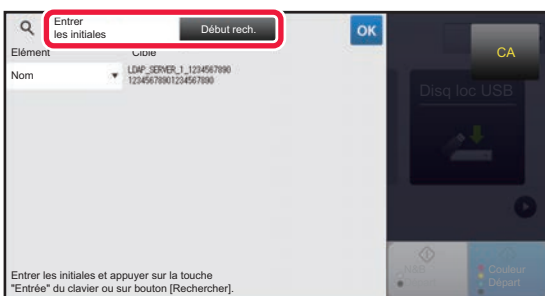 Entrer
les initiales
Début rech.
OK
CA
Elément
Cible
Nom
LDAP_SERVER_1_1234567890
12345678901234567890
Disq loc USB
N&B
Départ
Couleur
Départ
Entrer les initiales et appuyer sur la touche
"Entrée" du clavier ou sur bouton [Rechercher].